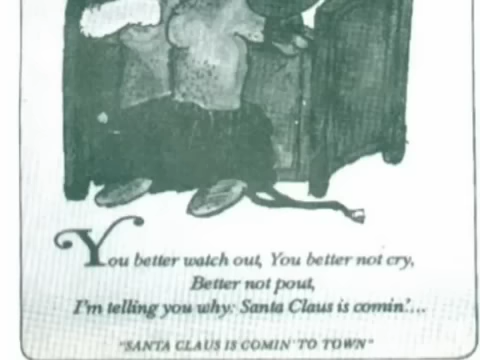 You better watch out, You better not cry,
Better not pout,
I'm telling you why: Santa Claus is comin'...
"SANTA CLAUS IS COMIN' TO TOWN"